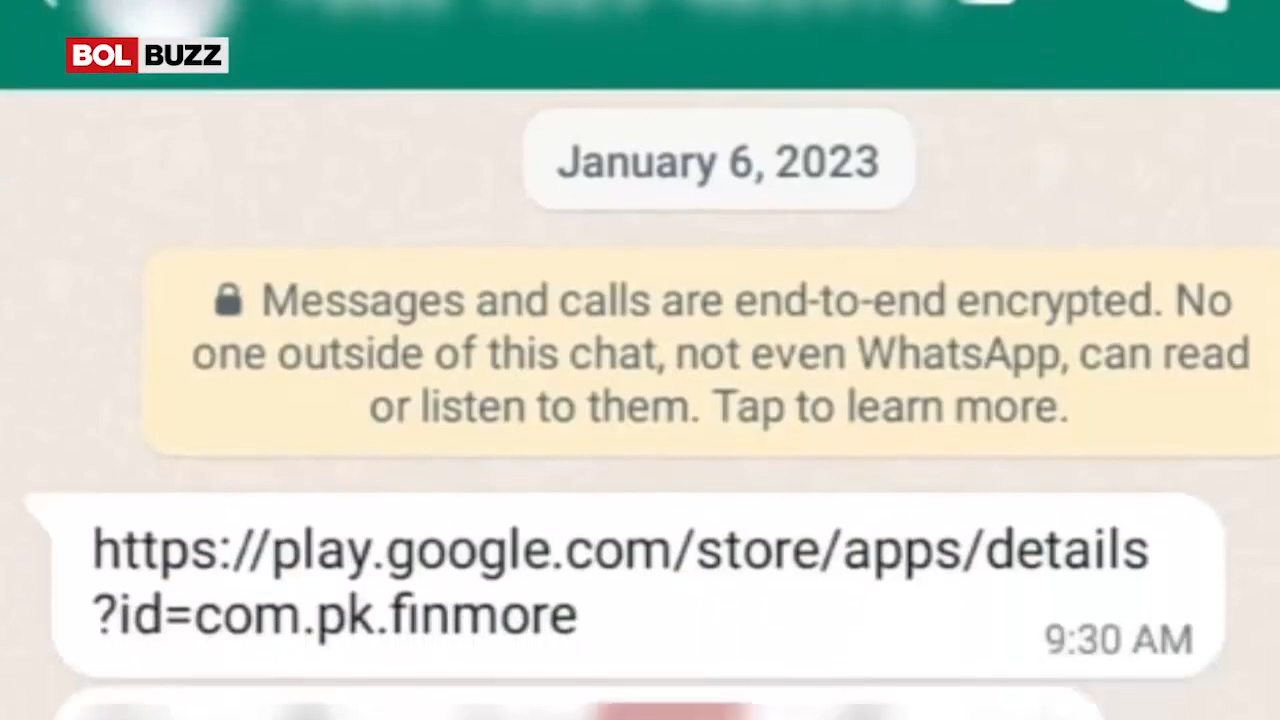 BOL BUZZ
January 6, 2023
Messages and calls are end-to-end encrypted. No
one outside of this chat, not even WhatsApp, can read
or listen to them. Tap to learn more.
https://play.google.com/store/apps/details
?id=com.pk.finmore
9:30 AM